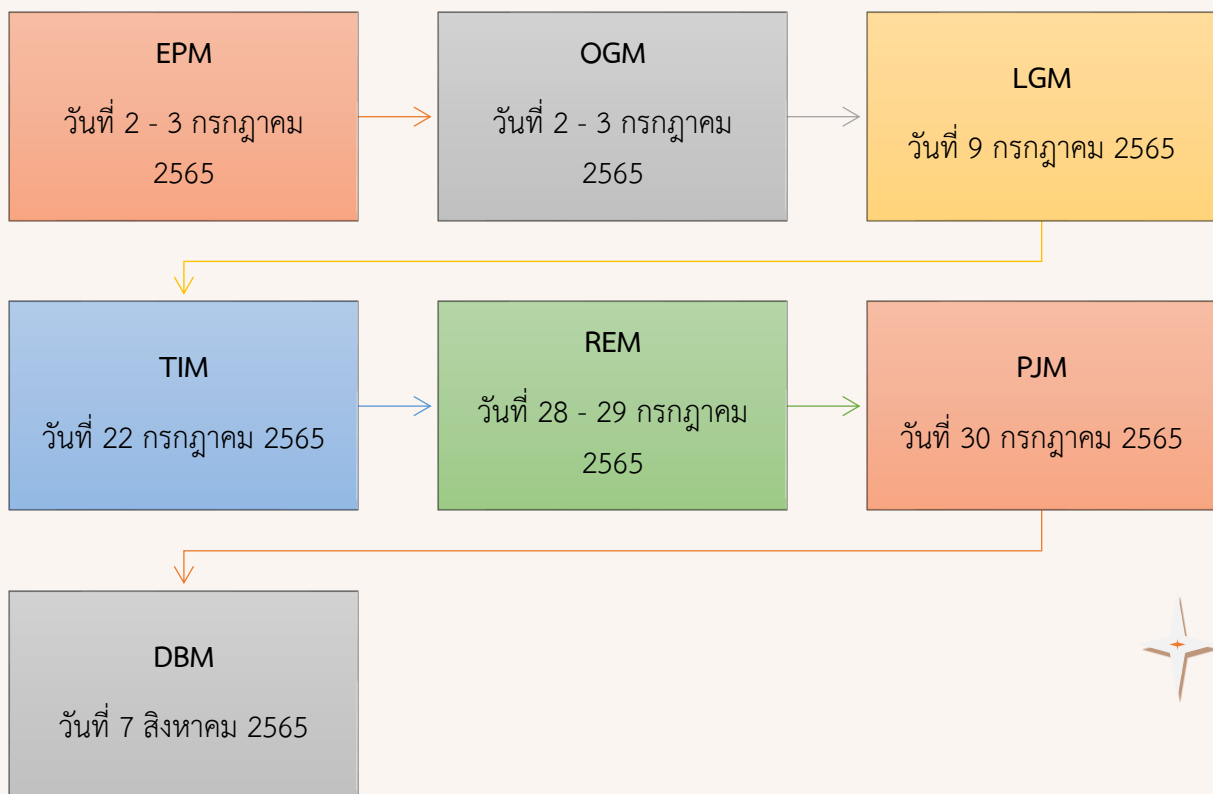 EPM
วันที่ 2 - 3 กรกฎาคม
2565
OGM
วันที่ 2 - 3 กรกฎาคม
2565
LGM
วันที่ 9 กรกฎาคม 2565
TIM
วันที่ 22 กรกฎาคม 2565
REM
วันที่ 28 - 29 กรกฎาคม
2565
PJM
วันที่ 30 กรกฎาคม 2565
DBM
วันที่ 7 สิงหาคม 2565